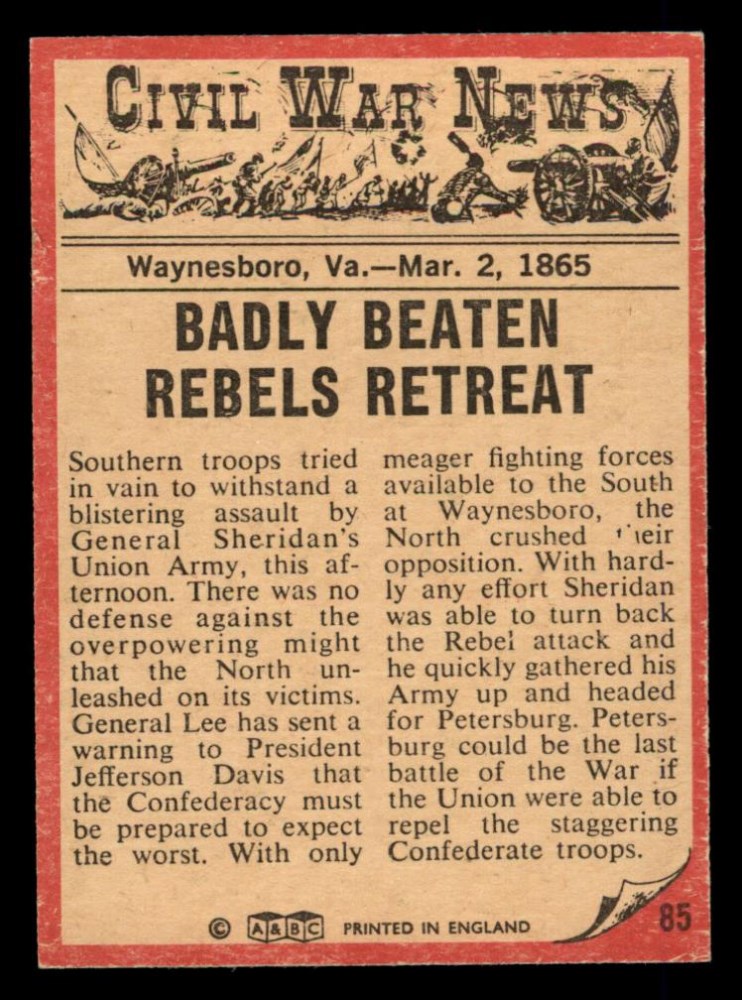 CIVIL WAR NEWS
Waynesboro, Va.—Mar. 2, 1865
BADLY BEATEN
REBELS RETREAT
Southern troops tried
in vain to withstand a
blistering assault by
General Sheridan's
Union Army, this af-
ternoon. There was no
defense against the
overpowering might
that the North un-
leashed on its victims.
General Lee has sent a
warning to President
Jefferson Davis that
the Confederacy must
be prepared to expect
the worst. With only
meager fighting forces
available to the South
at Waynesboro, the
North crushed their
opposition. With hard-
ly any effort Sheridan
was able to turn back
the Rebel attack and
he quickly gathered his
Army up and headed
for Petersburg. Peters-
burg could be the last
battle of the War if
the Union were able to
repel the staggering
Confederate troops.
© A&BC PRINTED IN ENGLAND
85